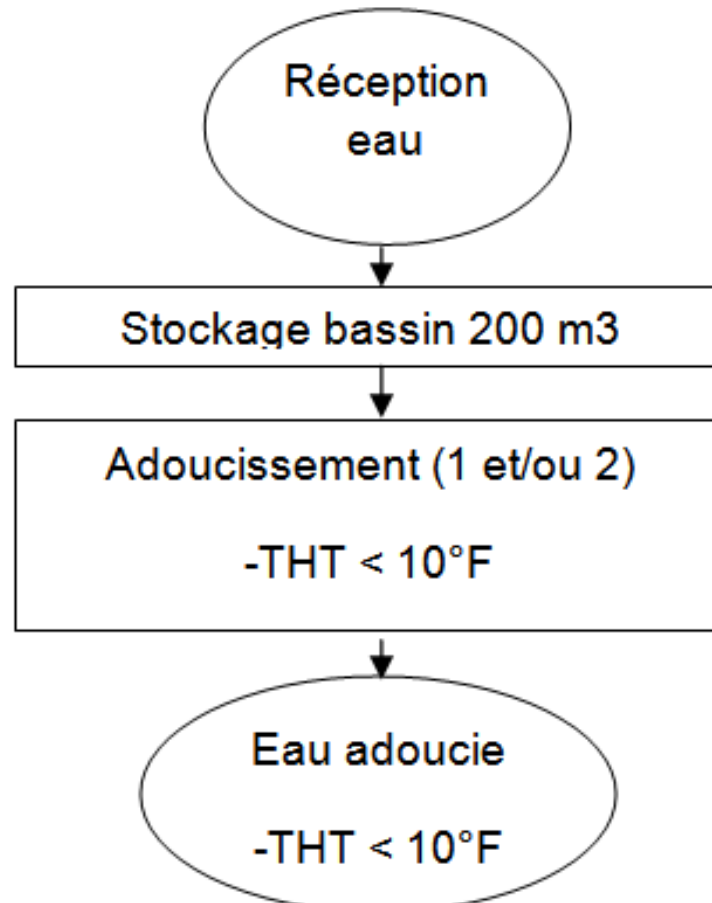 Réception
eau
Stockage bassin 200 m3
Adoucissement (1 et/ou 2)
-THT < 10°F
Eau adoucie
-THT < 10°F